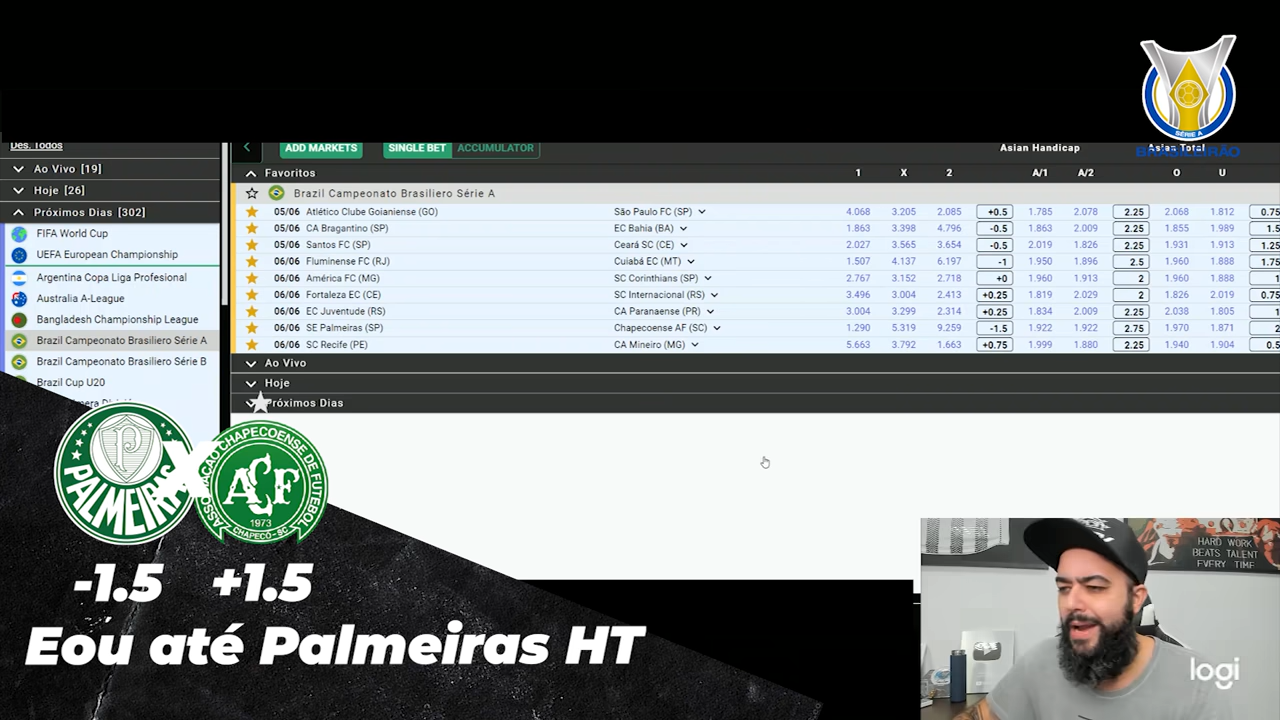 Des. Todos
Ao Vivo [19]
Hoje [26]
Próximos Dias [302]
FIFA World Cup
UEFA European Championship
Argentina Copa Liga Profesional
Australia A-League
Bangladesh Championship League
Brazil Campeonato Brasiliero Série A
Brazil Campeonato Brasiliero Série B
Brazil Cup U20
ADD MARKETS SINGLE BET ACCUMULATOR Asian Handicap Asian Total
Favoritos 1 X 2 A/1 A/2 O U
Brazil Campeonato Brasiliero Série A
05/06 Atlético Clube Goianiense (GO) São Paulo FC (SP) 4.068 3.205 2.085 +0.5 1.785 2.078 2.25 2.068 1.812 0.75
05/06 CA Bragantino (SP) EC Bahia (BA) 1.863 3.398 4.796 -0.5 1.863 2.009 2.25 1.855 1.989 1.5
05/06 Santos FC (SP) Ceará SC (CE) 2.027 3.565 3.654 -0.5 2.019 1.826 2.5 1.931 1.913 1.25
06/06 Fluminense FC (RJ) Cuiabá EC (MT) 1.507 4.137 6.197 -1 1.950 1.896 2.5 1.960 1.888 1.75
06/06 América FC (MG) SC Corinthians (SP) 2.767 3.152 2.718 +0 1.960 1.913 2 1.960 1.888 1
06/06 Fortaleza EC (CE) SC Internacional (RS) 3.496 3.004 2.413 +0.25 1.819 2.029 2 1.826 2.019 0.75
06/06 EC Juventude (RS) CA Paranaense (PR) 3.004 3.299 2.314 +0.25 1.834 2.009 2.25 2.038 1.805 1
06/06 SE Palmeiras (SP) Chapecoense AF (SC) 1.290 5.319 9.259 -1.5 1.922 1.922 2.75 1.970 1.871 2
06/06 SC Recife (PE) CA Mineiro (MG) 5.663 3.792 1.663 +0.75 1.999 1.880 2.25 1.940 1.904 0.5
Ao Vivo
Hoje
Próximos Dias
SÉRIE A
BRASILEIRÃO
PALMEIRAS
P
X
ASSOCIAÇÃO CHAPECOENSE DE FUTEBOL
ACF
1973
CHAPECÓ-SC
-1.5 +1.5
Eou até Palmeiras HT
HARD WORK
BEATS TALENT
EVERY TIME
logi